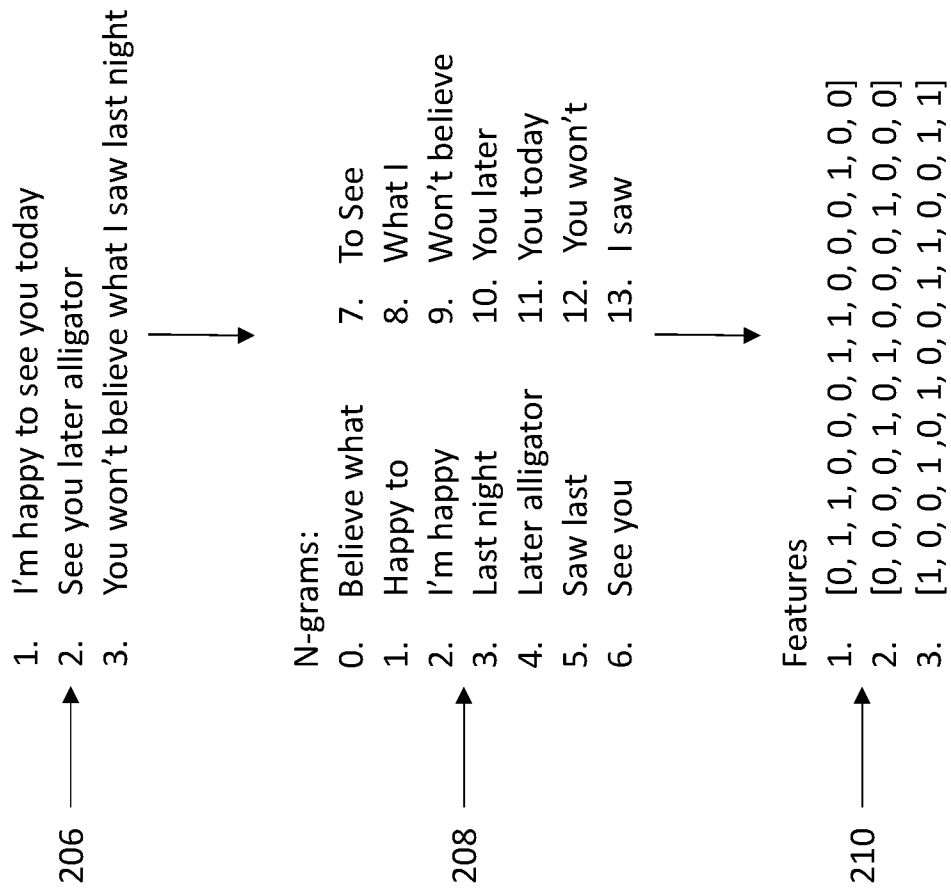 206
1. I'm happy to see you today
2. See you later alligator
3. You won't believe what I saw last night
208
N-grams:
0. Believe what
1. Happy to
2. I'm happy
3. Last night
4. Later alligator
5. Saw last
6. See you
7. To See
8. What I
9. Won't believe
10. You later
11. You today
12. You won't
13. I saw
210
Features
1. [0, 1, 1, 0, 0, 0, 1, 1, 0, 0, 0, 1, 0, 0]
2. [0, 0, 0, 0, 1, 0, 1, 0, 0, 0, 1, 0, 0, 0]
3. [1, 0, 0, 1, 0, 1, 0, 0, 1, 1, 0, 0, 1, 1]